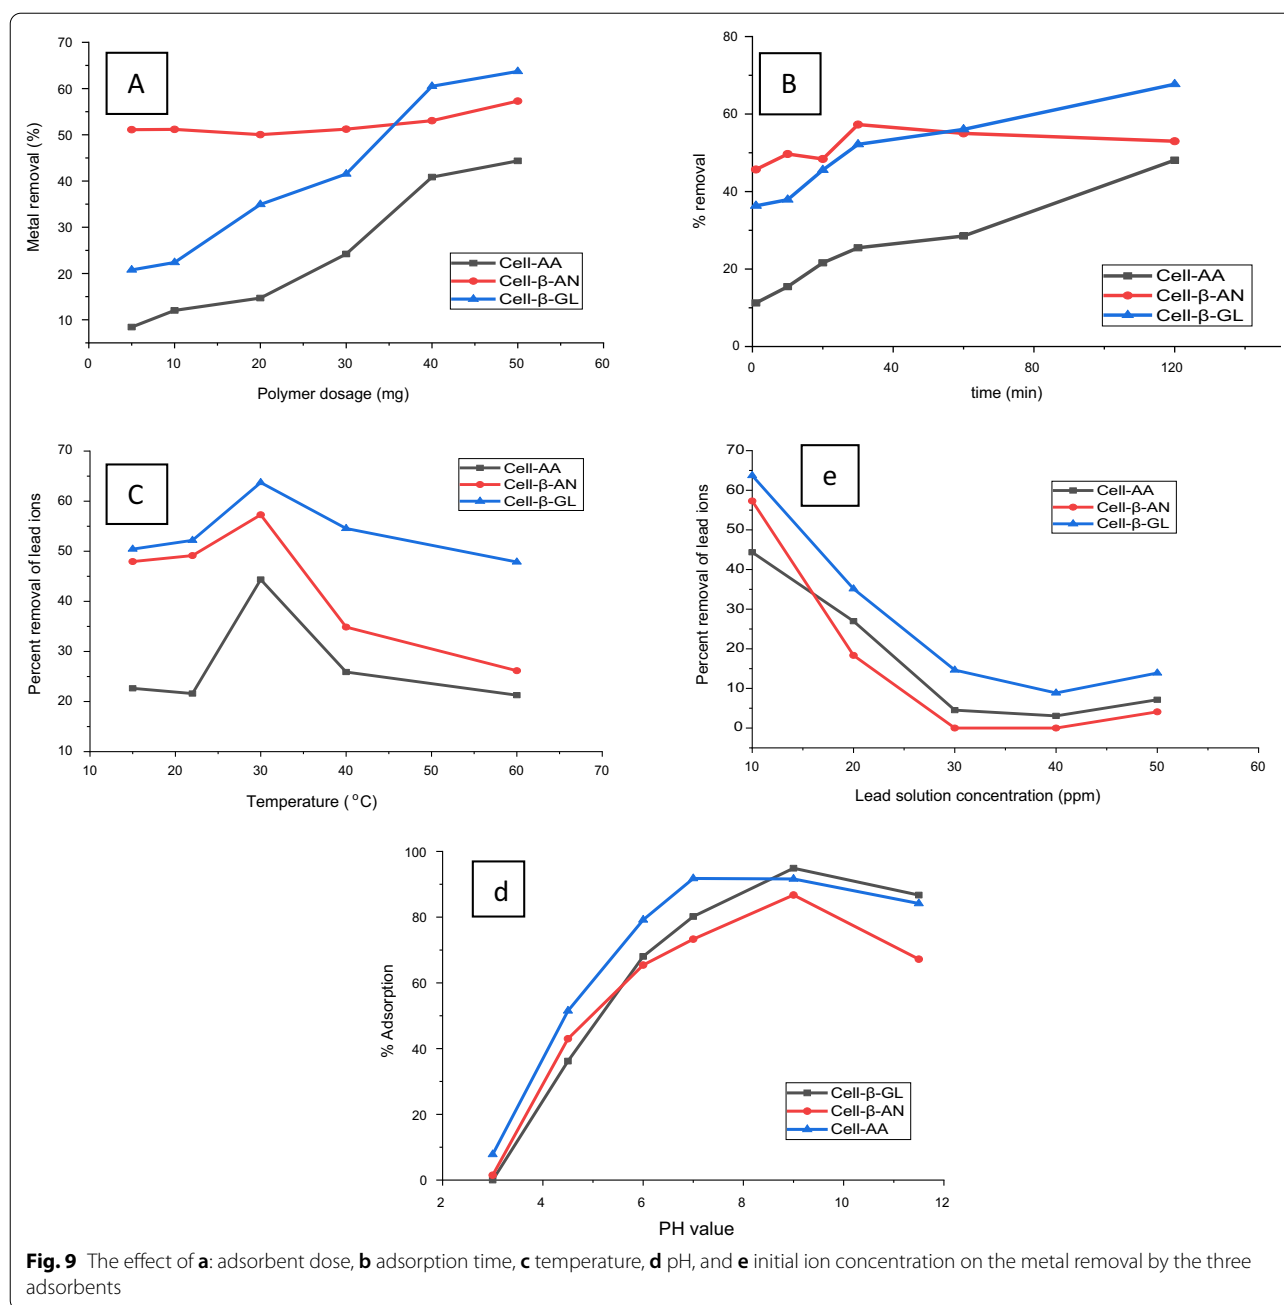 A
Metal removal (%)
70
60
50
40
30
20
10
0 10 20 30 40 50 60
Polymer dosage (mg)
Cell-AA
Cell-β-AN
Cell-β-GL
B
% removal
80
60
40
20
0
0 40 80 120
time (min)
Cell-AA
Cell-β-AN
Cell-β-GL
C
Percent removal of lead ions
70
60
50
40
30
20
10
10 20 30 40 50 60 70
Temperature ( °C)
Cell-AA
Cell-β-AN
Cell-β-GL
e
Percent removal of lead ions
70
60
50
40
30
20
10
0
10 20 30 40 50 60
Lead solution concentration (ppm)
Cell-AA
Cell-β-AN
Cell-β-GL
d
% Adsorption
100
80
60
40
20
0
2 4 6 8 10 12
PH value
Cell-β-GL
Cell-β-AN
Cell-AA
Fig. 9 The effect of a: adsorbent dose, b adsorption time, c temperature, d pH, and e initial ion concentration on the metal removal by the three
adsorbents